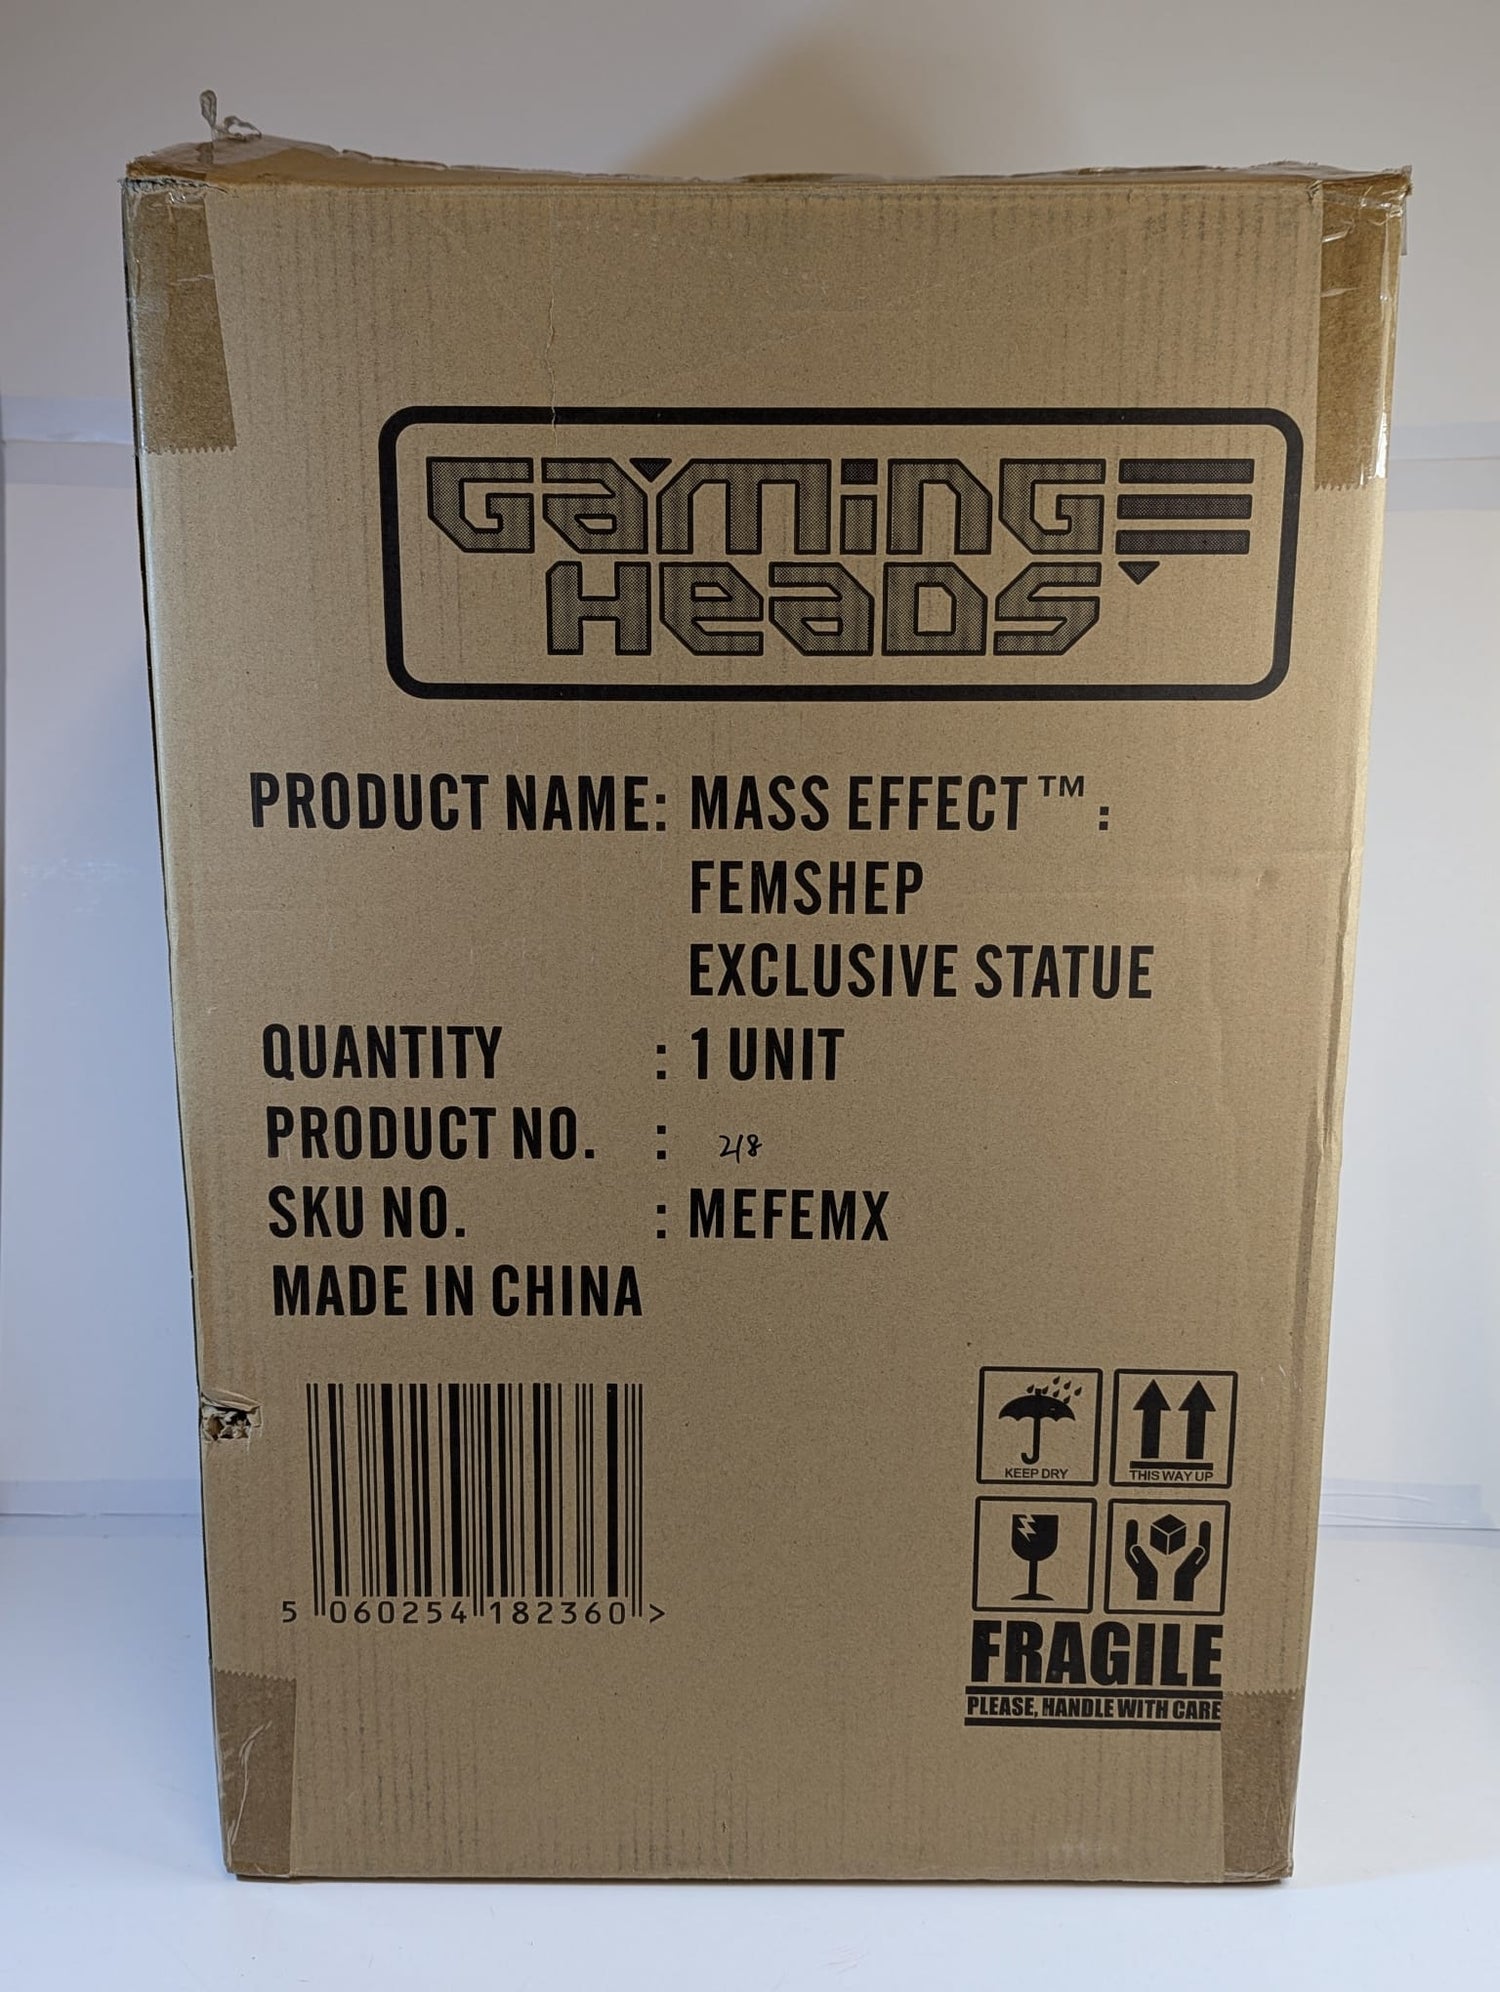 GAMING
HEADS
PRODUCT NAME: MASS EFFECT™ :
FEMSHEP
EXCLUSIVE STATUE
QUANTITY : 1 UNIT
PRODUCT NO. : 218
SKU NO. : MEFEMX
MADE IN CHINA
KEEP DRY
THIS WAY UP
5 060254 182360 >
FRAGILE
PLEASE, HANDLE WITH CARE